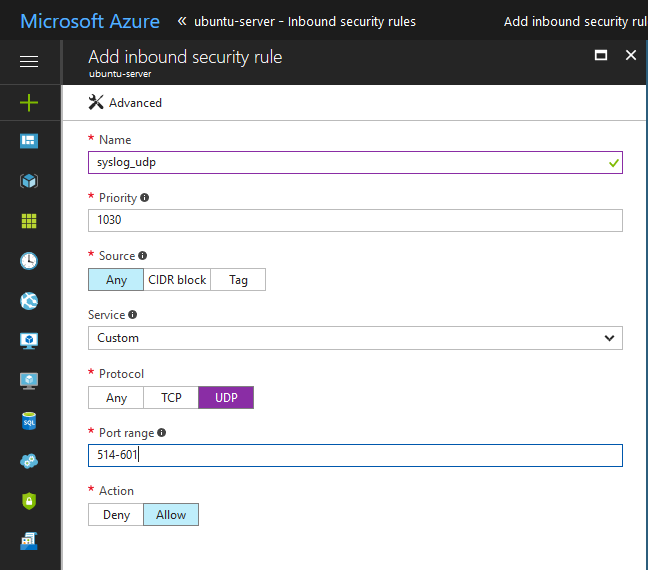 Microsoft Azure « ubuntu-server - Inbound security rules Add inbound security rul
Add inbound security rule
ubuntu-server
Advanced
* Name
syslog_udp
* Priority
1030
* Source
Any CIDR block Tag
Service
Custom
* Protocol
Any TCP UDP
* Port range
514-601
* Action
Deny Allow
SQL